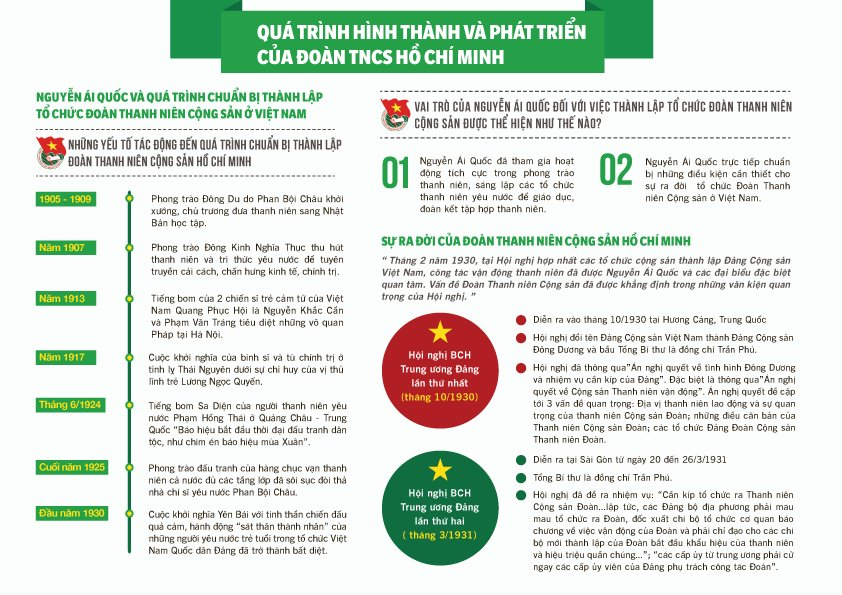 QUÁ TRÌNH HÌNH THÀNH VÀ PHÁT TRIỂN
CỦA ĐOÀN TNCS HỒ CHÍ MINH
NGUYỄN ÁI QUỐC VÀ QUÁ TRÌNH CHUẨN BỊ THÀNH LẬP
TỔ CHỨC ĐOÀN THANH NIÊN CỘNG SẢN Ở VIỆT NAM
NHỮNG YẾU TỐ TÁC ĐỘNG ĐẾN QUÁ TRÌNH CHUẨN BỊ THÀNH LẬP
ĐOÀN THANH NIÊN CỘNG SẢN HỒ CHÍ MINH
1905 - 1909
Phong trào Đông Du do Phan Bội Châu khởi
xướng, chủ trương đưa thanh niên sang Nhật
Bản học tập.
Năm 1907
Phong trào Đông Kinh Nghĩa Thục thu hút
thanh niên và trí thức yêu nước để tuyên
truyền cải cách, chấn hưng kinh tế, chính trị.
Năm 1913
Tiếng bom của 2 chiến sĩ trẻ cảm tử của Việt
Nam Quang Phục Hội là Nguyễn Khắc Cần
và Phạm Văn Tráng tiêu diệt những võ quan
Pháp tại Hà Nội.
Năm 1917
Cuộc khởi nghĩa của binh sĩ và tù chính trị ở
tỉnh lỵ Thái Nguyên dưới sự chỉ huy của vị thủ
lĩnh trẻ Lương Ngọc Quyến.
Tháng 6/1924
Tiếng bom Sa Diện của người thanh niên yêu
nước Phạm Hồng Thái ở Quảng Châu - Trung
Quốc "Báo hiệu bắt đầu thời đại đấu tranh dân
tộc, như chim én báo hiệu mùa Xuân".
Cuối năm 1925
Phong trào đấu tranh của hàng chục vạn thanh
niên cả nước đủ các tầng lớp đã sôi sục đòi thả
nhà chí sĩ yêu nước Phan Bội Châu.
Đầu năm 1930
Cuộc khởi nghĩa Yên Bái với tinh thần chiến đấu
quả cảm, hành động "sát thân thành nhân" của
những người yêu nước trẻ tuổi trong tổ chức Việt
Nam Quốc dân Đảng đã trở thành bất diệt.
VAI TRÒ CỦA NGUYỄN ÁI QUỐC ĐỐI VỚI VIỆC THÀNH LẬP TỔ CHỨC ĐOÀN THANH NIÊN
CỘNG SẢN ĐƯỢC THỂ HIỆN NHƯ THẾ NÀO?
01
Nguyễn Ái Quốc đã tham gia hoạt
động tích cực trong phong trào
thanh niên, sáng lập các tổ chức
thanh niên yêu nước để giáo dục,
đoàn kết tập hợp thanh niên.
02
Nguyễn Ái Quốc trực tiếp chuẩn
bị những điều kiện cần thiết cho
sự ra đời tổ chức Đoàn Thanh
niên Cộng sản ở Việt Nam.
SỰ RA ĐỜI CỦA ĐOÀN THANH NIÊN CỘNG SẢN HỒ CHÍ MINH
" Tháng 2 năm 1930, tại Hội nghị hợp nhất các tổ chức cộng sản thành lập Đảng Cộng sản
Việt Nam, công tác vận động thanh niên đã được Nguyễn Ái Quốc và các đại biểu đặc biệt
quan tâm. Vấn đề Đoàn Thanh niên Cộng sản đã được khẳng định trong những văn kiện quan
trọng của Hội nghị. "
Hội nghị BCH
Trung ương Đảng
lần thứ nhất
(tháng 10/1930)
Diễn ra vào tháng 10/1930 tại Hương Cảng, Trung Quốc
Hội nghị đổi tên Đảng Cộng sản Việt Nam thành Đảng Cộng sản
Đông Dương và bầu Tổng Bí thư là đồng chí Trần Phú.
Hội nghị đã thông qua"Án nghị quyết về tình hình Đông Dương
và nhiệm vụ cần kíp của Đảng". Đặc biệt là thông qua"Án nghị
quyết về Cộng sản Thanh niên vận động". Án nghị quyết đề cập
tới 3 vấn đề quan trọng: Địa vị thanh niên lao động và sự quan
trọng của thanh niên Cộng sản Đoàn; những điều căn bản của
Thanh niên Cộng sản Đoàn; các tổ chức Đảng Cộng sản Đoàn
Thanh niên Đoàn.
Hội nghị BCH
Trung ương Đảng
lần thứ hai
( tháng 3/1931)
Diễn ra tại Sài Gòn từ ngày 20 đến 26/3/1931
Tổng Bí thư là đồng chí Trần Phú.
Hội nghị đã đề ra nhiệm vụ: "Cần kíp tổ chức ra Thanh niên
Cộng sản Đoàn...lập tức, các Đảng bộ địa phương phải mau
mau tổ chức ra Đoàn, đốc xuất chi bộ tổ chức cơ quan báo
chương về việc vận động của Đoàn và phải chỉ đạo cho các chi
bộ mới thành lập của Đoàn bắt đầu khẩu hiệu của thanh niên
và hiệu triệu quần chúng..."; "các cấp ủy từ trung ương phải cử
ngay các cấp ủy viên của Đảng phụ trách công tác Đoàn".